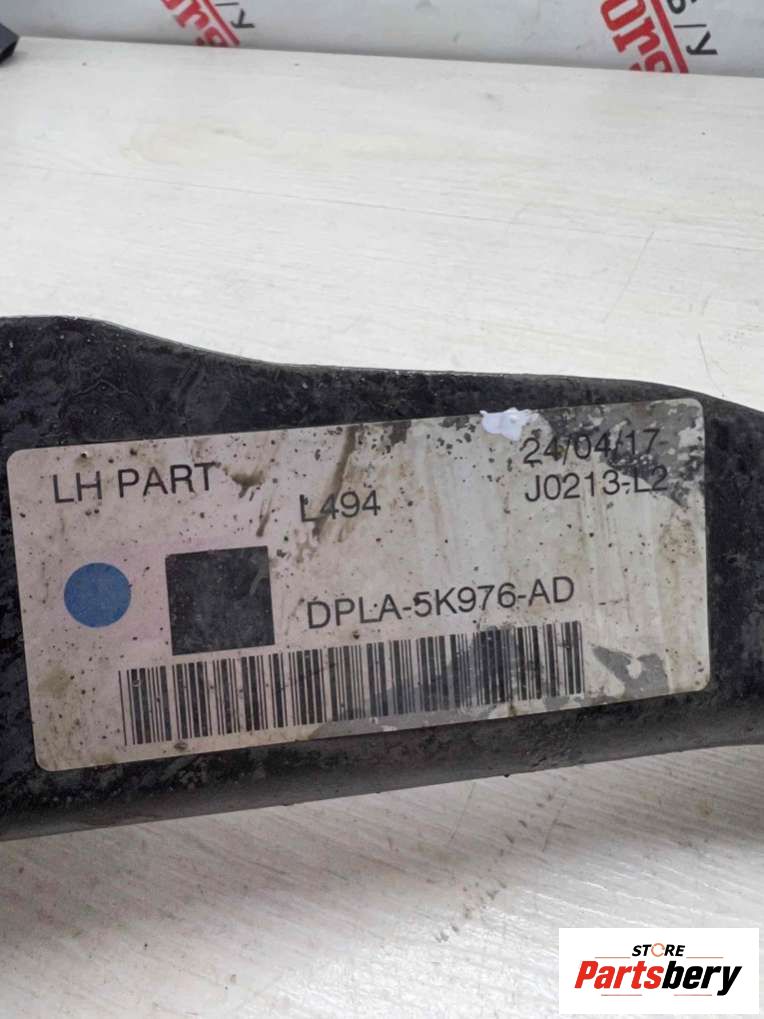 б/у
Б/У
LH PART
L494
24/04/17
J0213-L2
DPLA-5K976-AD
STORE
Partsbery